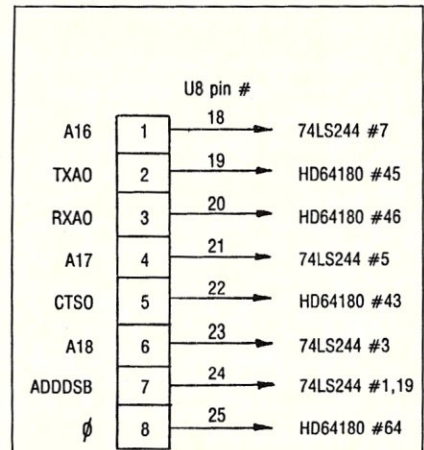 U8 pin #
A16 1 18 74LS244 #7
TXA0 2 19 HD64180 #45
RXA0 3 20 HD64180 #46
A17 4 21 74LS244 #5
CTS0 5 22 HD64180 #43
A18 6 23 74LS244 #3
ADDDSB 7 24 74LS244 #1,19
ϕ 8 25 HD64180 #64